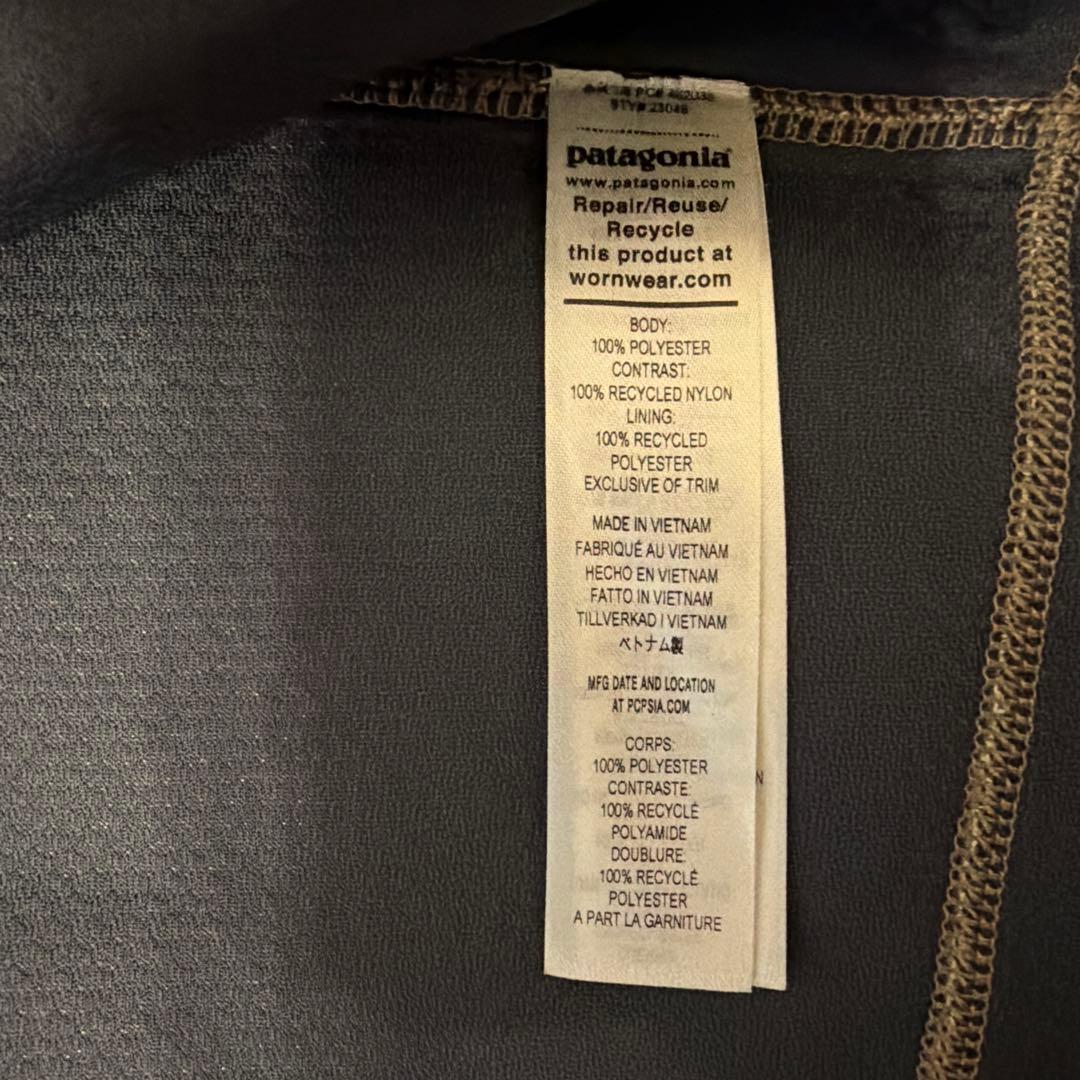 STY# 23048
patagonia
www.patagonia.com
Repair/Reuse/
Recycle
this product at
wornwear.com
BODY:
100% POLYESTER
CONTRAST:
100% RECYCLED NYLON
LINING:
100% RECYCLED
POLYESTER
EXCLUSIVE OF TRIM
MADE IN VIETNAM
FABRIQUÉ AU VIETNAM
HECHO EN VIETNAM
FATTO IN VIETNAM
TILLVERKAD I VIETNAM
ベトナム製
MFG DATE AND LOCATION
AT PCPSIA.COM
CORPS:
100% POLYESTER
CONTRASTE:
100% RECYCLÉ
POLYAMIDE
DOUBLURE:
100% RECYCLÉ
POLYESTER
A PART LA GARNITURE
N